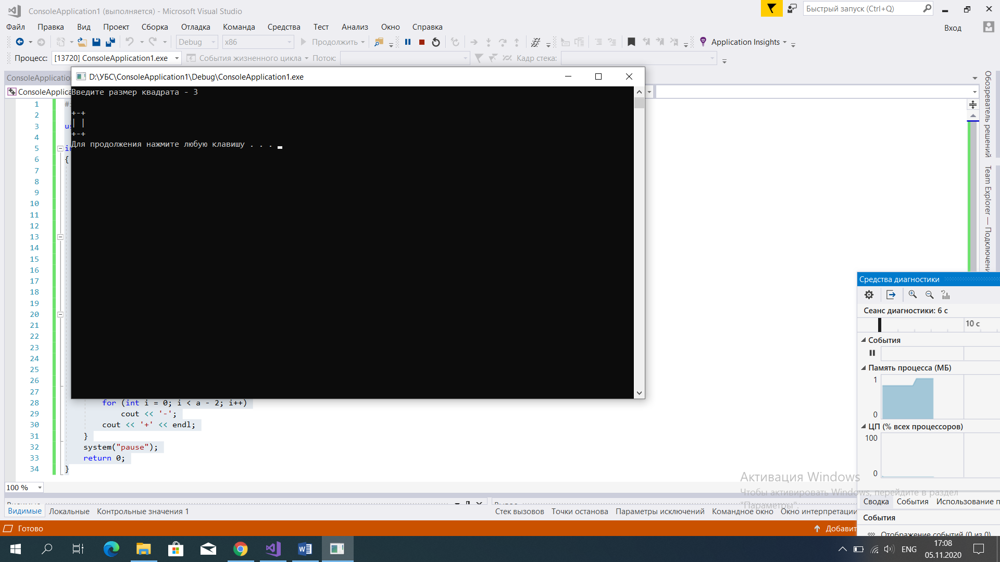 ConsoleApplication1 (выполняется) - Microsoft Visual Studio
Быстрый запуск (Ctrl+Q)
Файл Правка Вид Проект Сборка Отладка Команда Средства Тест Анализ Окно Справка
Вход
Debug x86 Продолжить Application Insights
Процесс: [13720] ConsoleApplication1.exe События жизненного цикла Поток: Кадр стека:
D:\УБС\ConsoleApplication1\Debug\ConsoleApplication1.exe
Введите размер квадрата - 3
+-+
| |
+-+
Для продолжения нажмите любую клавишу . . .
1
2
3
4
5
6 {
7
8
9
10
11
12
13
14
15
16
17
18
19
20
21
22
23
24
25
26
27
28 for (int i = 0; i < a - 2; i++)
29 cout << '-';
30 cout << '+' << endl;
31 }
32 system("pause");
33 return 0;
34 }
100 %
Обозреватель решений
Team Explorer —
Средства диагностики
Сеанс диагностики: 6 с
10 с
События
Память процесса (МБ)
1
0
ЦП (% всех процессоров)
100
0
Активация Windows
Чтобы активировать Windows, перейдите в раздел
"Параметры".
Сводка События Использование
События
Отображение событий (0 из 0)
Видимые Локальные Контрольные значения 1
Стек вызовов Точки останова Параметры исключений Командное окно Окно интерпретации
Готово
ENG
17:08
05.11.2020